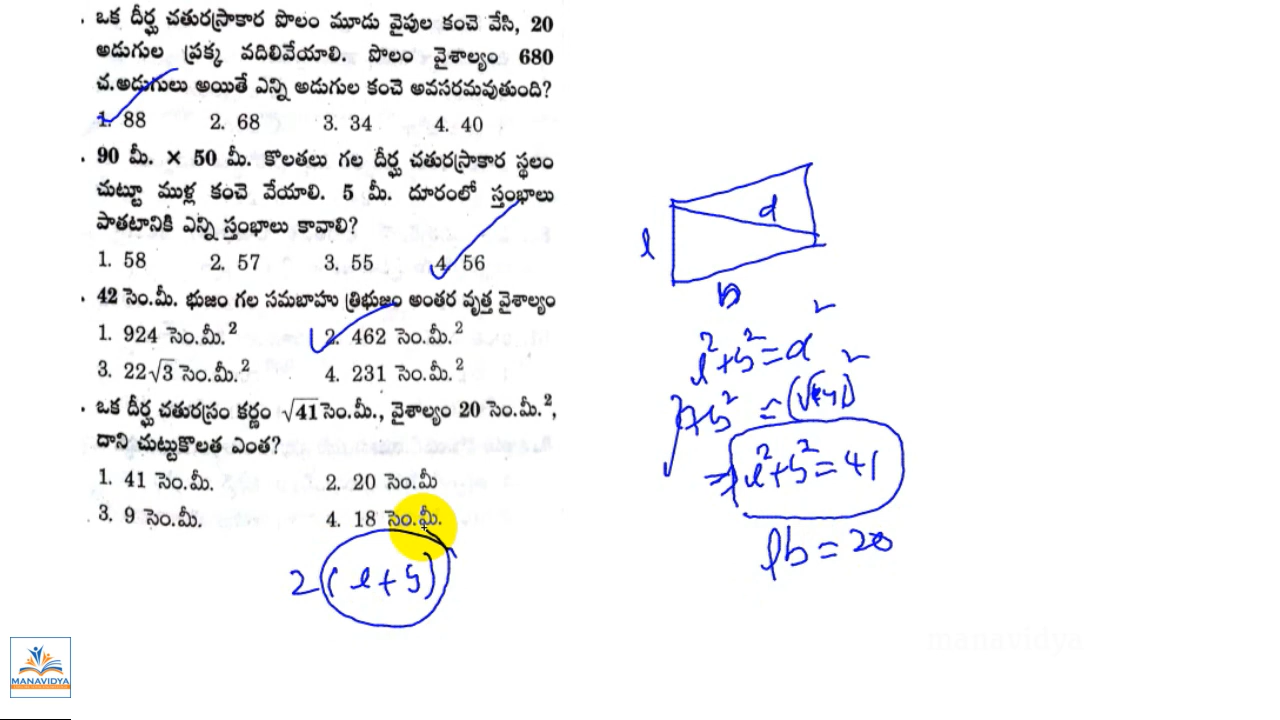 . ఒక దీర్ఘ చతురస్రాకార పొలం మూడు వైపుల కంచె వేసి, 20
అడుగుల ప్రక్క వదిలివేయాలి. పొలం వైశాల్యం 680
చ.అడుగులు అయితే ఎన్ని అడుగుల కంచె అవసరమవుతుంది?
1. 88 2. 68 3. 34 4. 40
. 90 మీ. × 50 మీ. కొలతలు గల దీర్ఘ చతురస్రాకార స్థలం
చుట్టూ ముళ్ల కంచె వేయాలి. 5 మీ. దూరంలో స్తంభాలు
పాతటానికి ఎన్ని స్తంభాలు కావాలి?
1. 58 2. 57 3. 55 4. 56
. 42 సెం.మీ. భుజం గల సమబాహు త్రిభుజం అంతర వృత్త వైశాల్యం
1. 924 సెం.మీ.² 2. 462 సెం.మీ.²
3. 22√3 సెం.మీ.² 4. 231 సెం.మీ.²
. ఒక దీర్ఘ చతురస్రం కర్ణం √41 సెం.మీ., వైశాల్యం 20 సెం.మీ.²,
దాని చుట్టుకొలత ఎంత?
1. 41 సెం.మీ. 2. 20 సెం.మీ
3. 9 సెం.మీ. 4. 18 సెం.మీ.
2 (l+b)
d
l
b
l²+b²=d²
⇒ l²+b²=41
lb=20
manavidya
MANAVIDYA